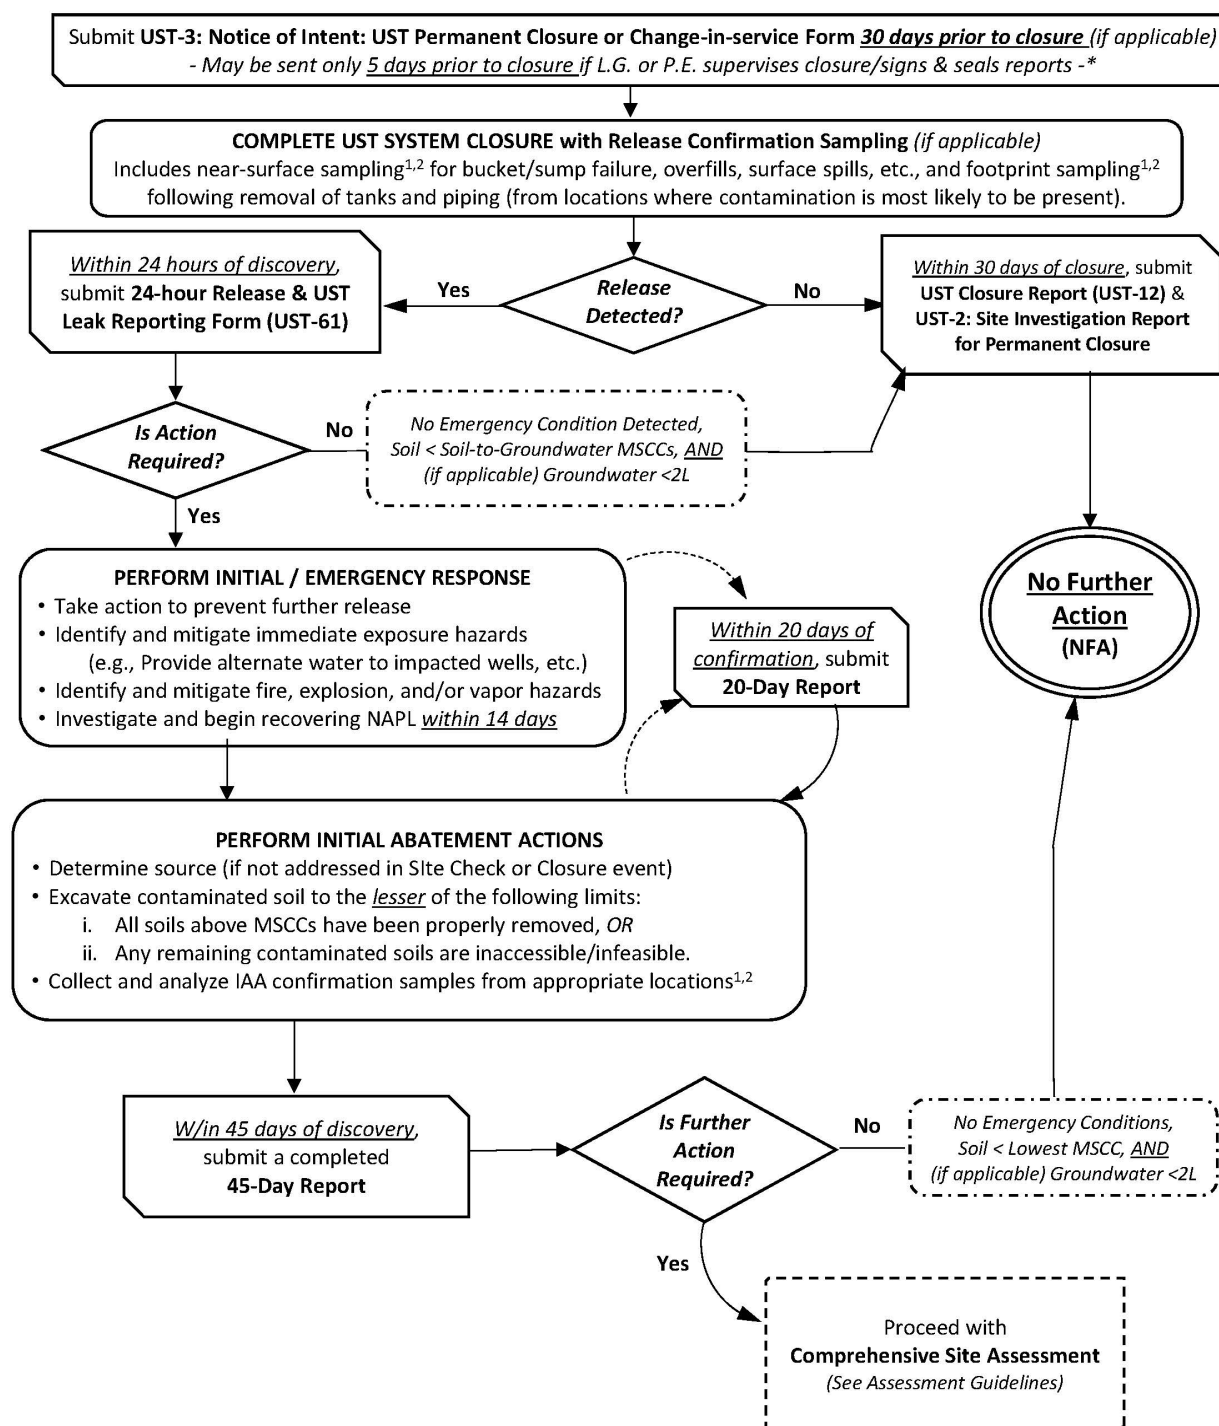 Submit UST-3: Notice of Intent: UST Permanent Closure or Change-in-service Form 30 days prior to closure (if applicable)
- May be sent only 5 days prior to closure if L.G. or P.E. supervises closure/signs & seals reports -*
COMPLETE UST SYSTEM CLOSURE with Release Confirmation Sampling (if applicable)
Includes near-surface sampling1,2 for bucket/sump failure, overfills, surface spills, etc., and footprint sampling1,2
following removal of tanks and piping (from locations where contamination is most likely to be present).
Within 24 hours of discovery,
submit 24-hour Release & UST
Leak Reporting Form (UST-61)
Yes
Release
Detected?
No
Within 30 days of closure, submit
UST Closure Report (UST-12) &
UST-2: Site Investigation Report
for Permanent Closure
Is Action
Required?
No
No Emergency Condition Detected,
Soil < Soil-to-Groundwater MSCCs, AND
(if applicable) Groundwater <2L
Yes
PERFORM INITIAL / EMERGENCY RESPONSE
• Take action to prevent further release
• Identify and mitigate immediate exposure hazards
(e.g., Provide alternate water to impacted wells, etc.)
• Identify and mitigate fire, explosion, and/or vapor hazards
• Investigate and begin recovering NAPL within 14 days
Within 20 days of
confirmation, submit
20-Day Report
No Further
Action
(NFA)
PERFORM INITIAL ABATEMENT ACTIONS
• Determine source (if not addressed in SIte Check or Closure event)
• Excavate contaminated soil to the lesser of the following limits:
i. All soils above MSCCs have been properly removed, OR
ii. Any remaining contaminated soils are inaccessible/infeasible.
• Collect and analyze IAA confirmation samples from appropriate locations1,2
W/in 45 days of discovery,
submit a completed
45-Day Report
Is Further
Action
Required?
No
No Emergency Conditions,
Soil < Lowest MSCC, AND
(if applicable) Groundwater <2L
Yes
Proceed with
Comprehensive Site Assessment
(See Assessment Guidelines)